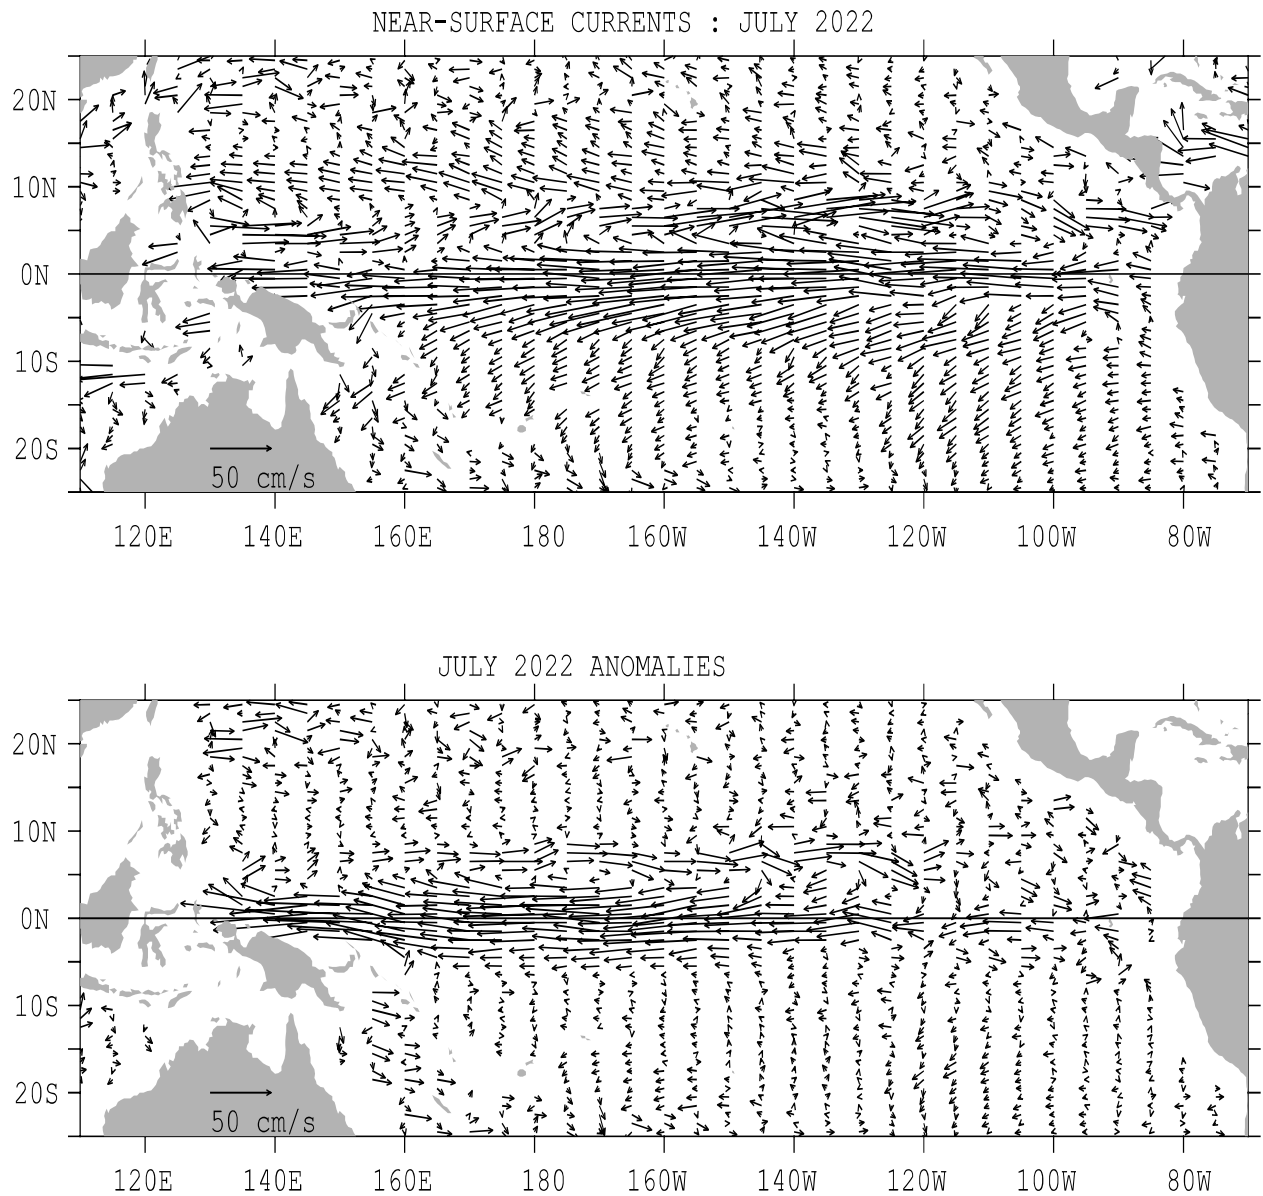 NEAR-SURFACE CURRENTS : JULY 2022
20N
10N
0N
10S
20S
50 cm/s
120E 140E 160E 180 160W 140W 120W 100W 80W
JULY 2022 ANOMALIES
20N
10N
0N
10S
20S
50 cm/s
120E 140E 160E 180 160W 140W 120W 100W 80W